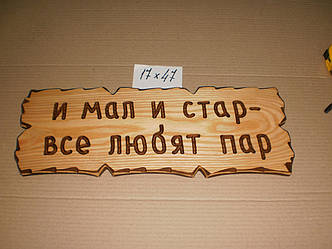 17 x 47
и мал и стар-
все любят пар